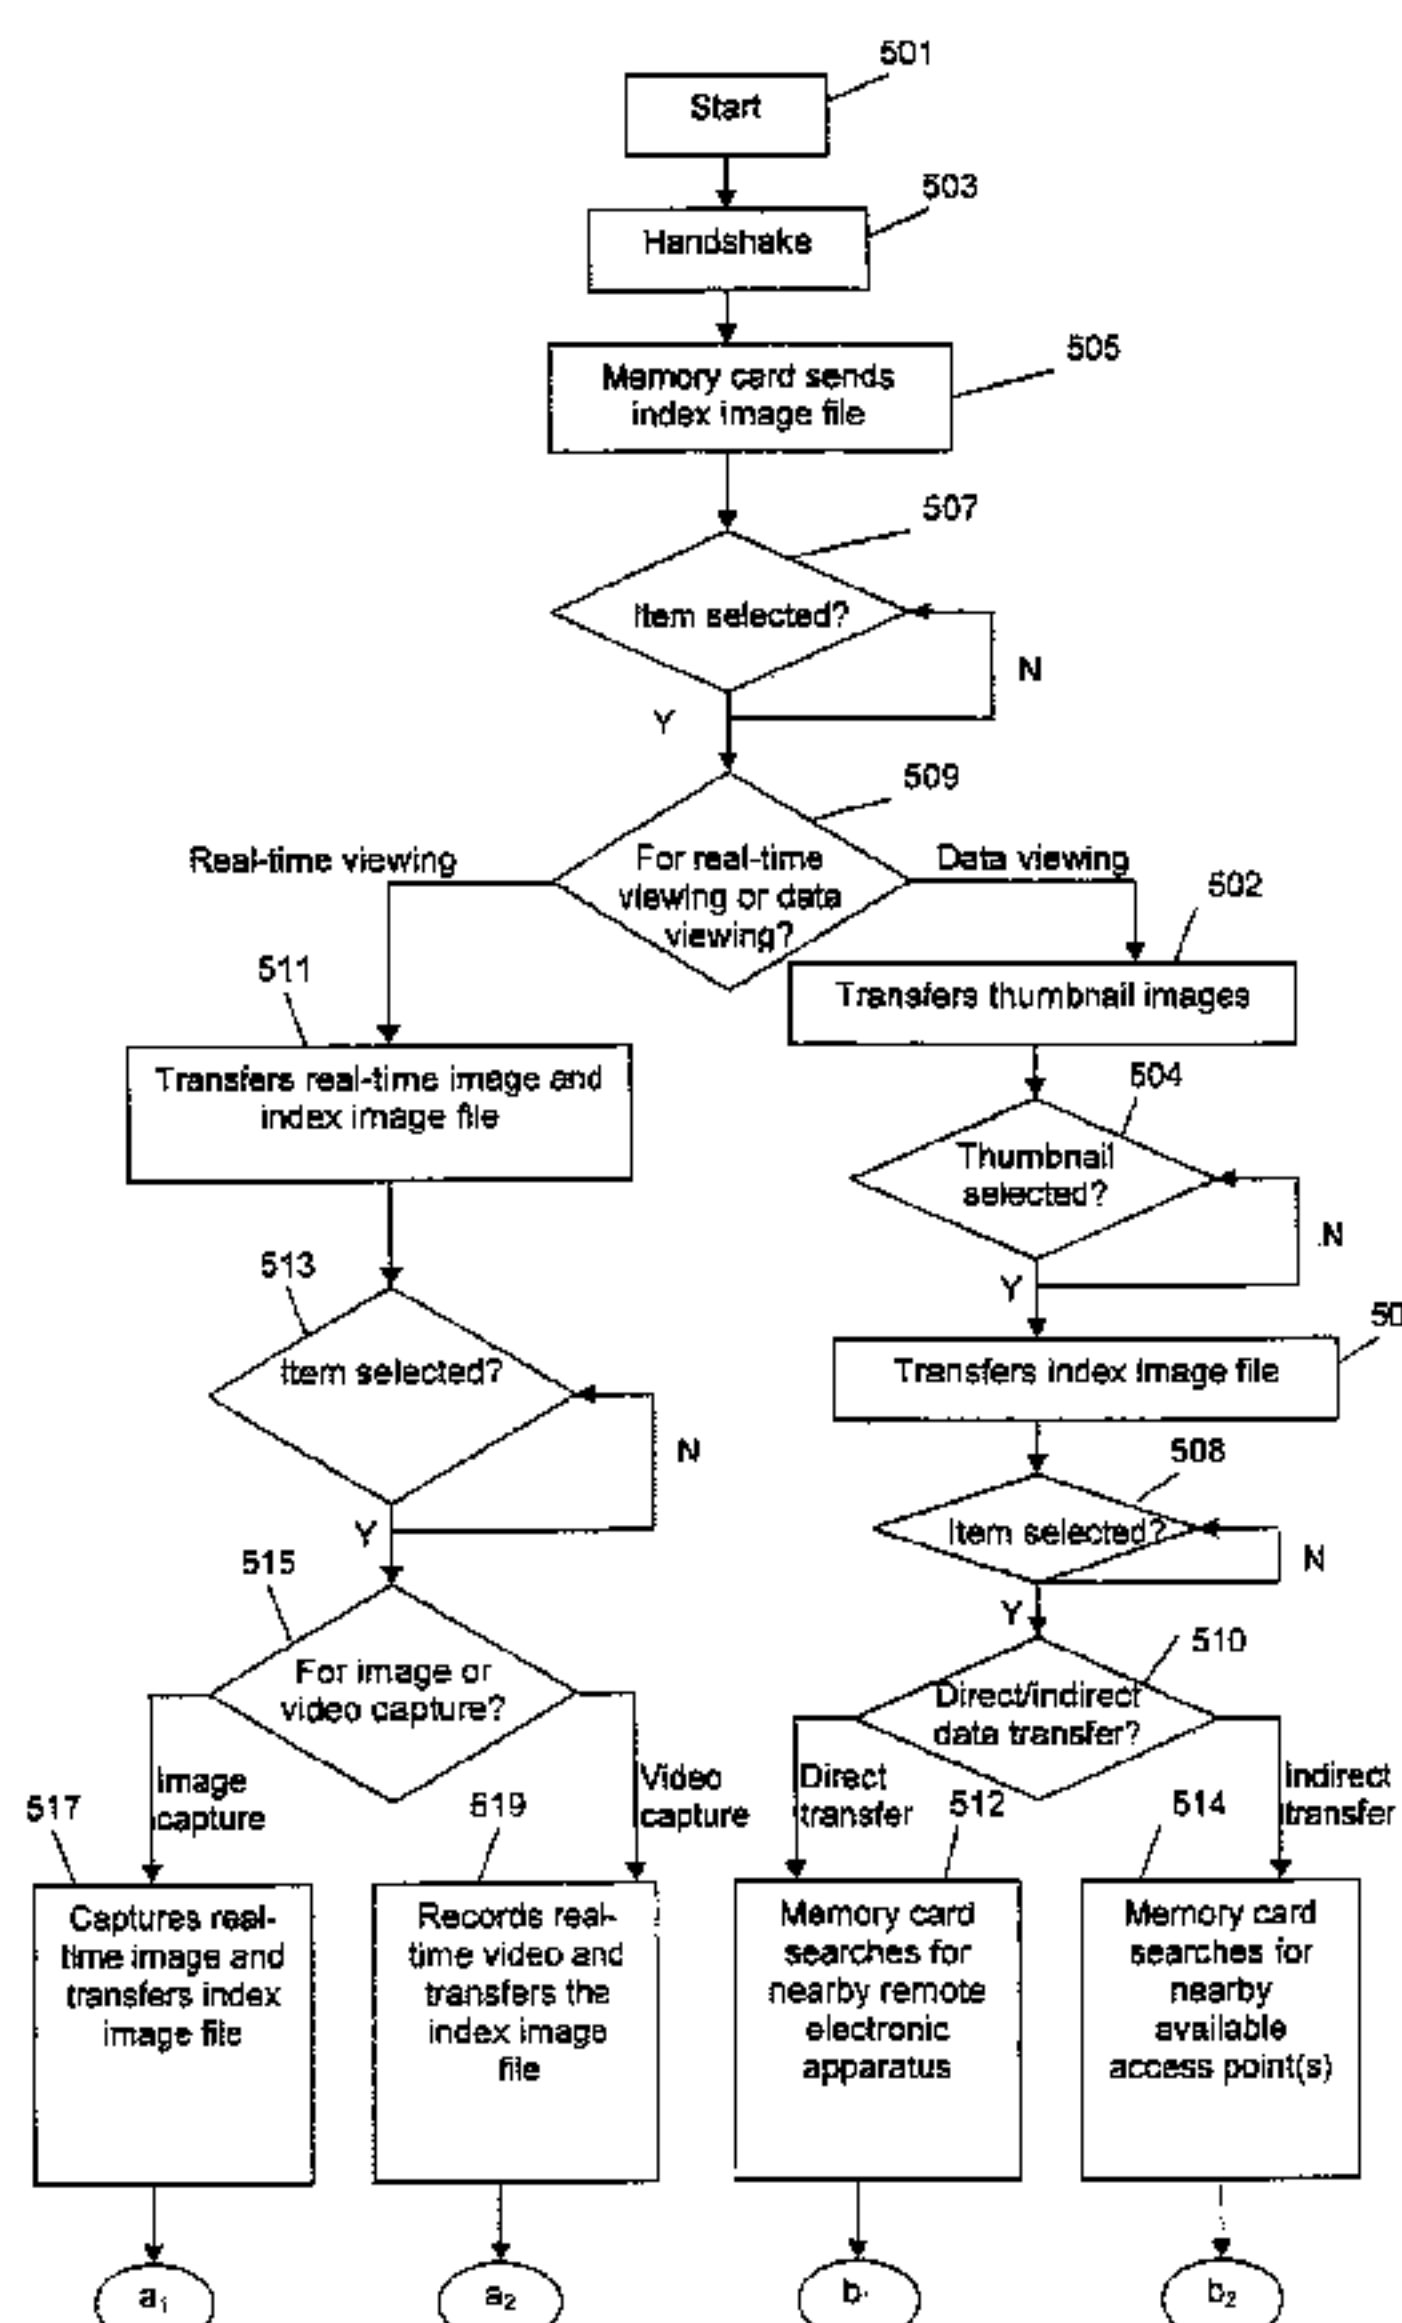 501
Start
503
Handshake
505
Memory card sends
index image file
507
Item selected?
N
Y
509
For real-time
viewing or data
viewing?
Real-time viewing
Data viewing
502
Transfers thumbnail images
511
Transfers real-time image and
index image file
504
Thumbnail
selected?
N
Y
513
Item selected?
N
Y
50
Transfers index image file
508
Item selected?
N
Y
515
For image or
video capture?
510
Direct/indirect
data transfer?
Image
capture
Video
capture
Direct
transfer
Indirect
transfer
517
519
512
514
Captures real-
time image and
transfers index
image file
Records real-
time video and
transfers the
index image
file
Memory card
searches for
nearby remote
electronic
apparatus
Memory card
searches for
nearby
available
access point(s)
a1
a2
b
b2